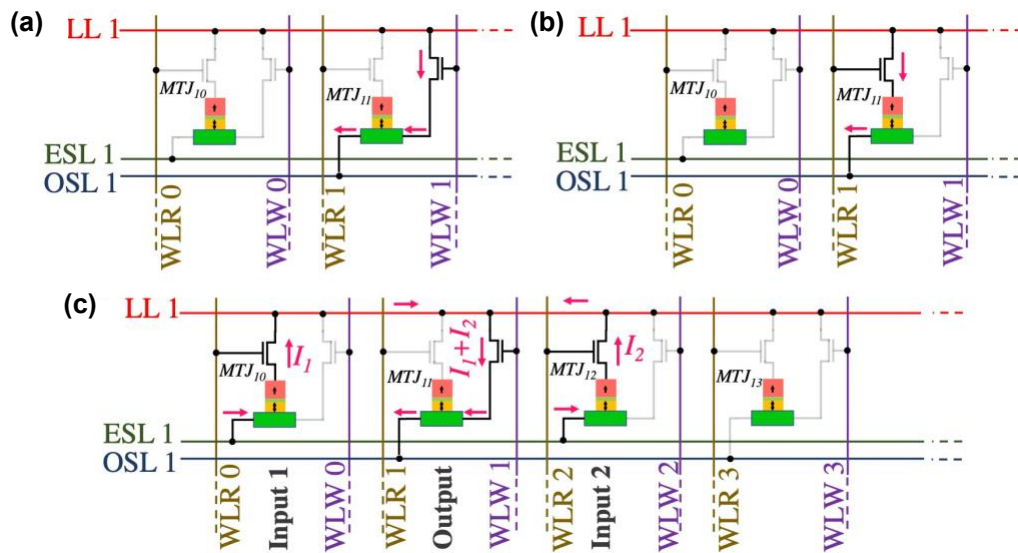 (a)
LL 1
MTJ10
MTJ11
ESL 1
OSL 1
WLR 0
WLW 0
WLR 1
WLW 1
(b)
LL 1
MTJ10
MTJ11
ESL 1
OSL 1
WLR 0
WLW 0
WLR 1
WLW 1
(c)
LL 1
I1
I1+I2
I2
MTJ10
MTJ11
MTJ12
MTJ13
ESL 1
OSL 1
WLR 0
Input 1
WLW 0
WLR 1
Output
WLW 1
WLR 2
Input 2
WLW 2
WLR 3
WLW 3